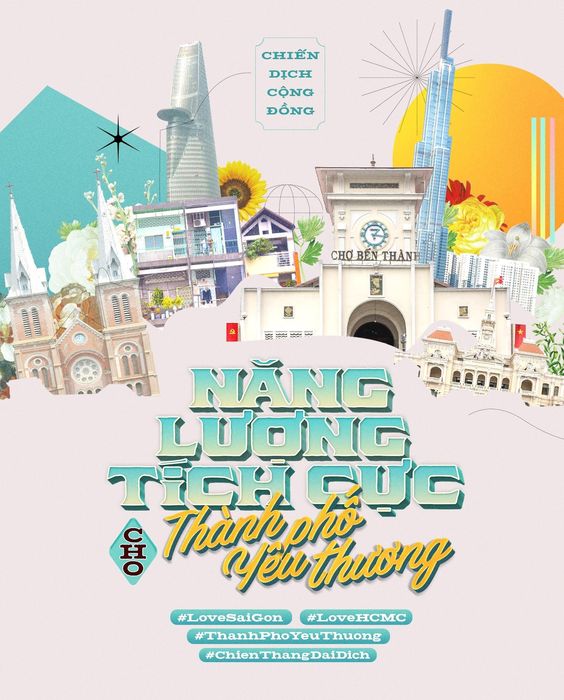 CHIẾN
DỊCH
CỘNG
ĐỒNG
CHỢ BẾN THÀNH
NĂNG
LƯỢNG
TÍCH CỰC
CHO
Thành phố
Yêu thương
#LoveSaiGon #LoveHCMC
#ThanhPhoYeuThuong
#ChienThangDaiDich